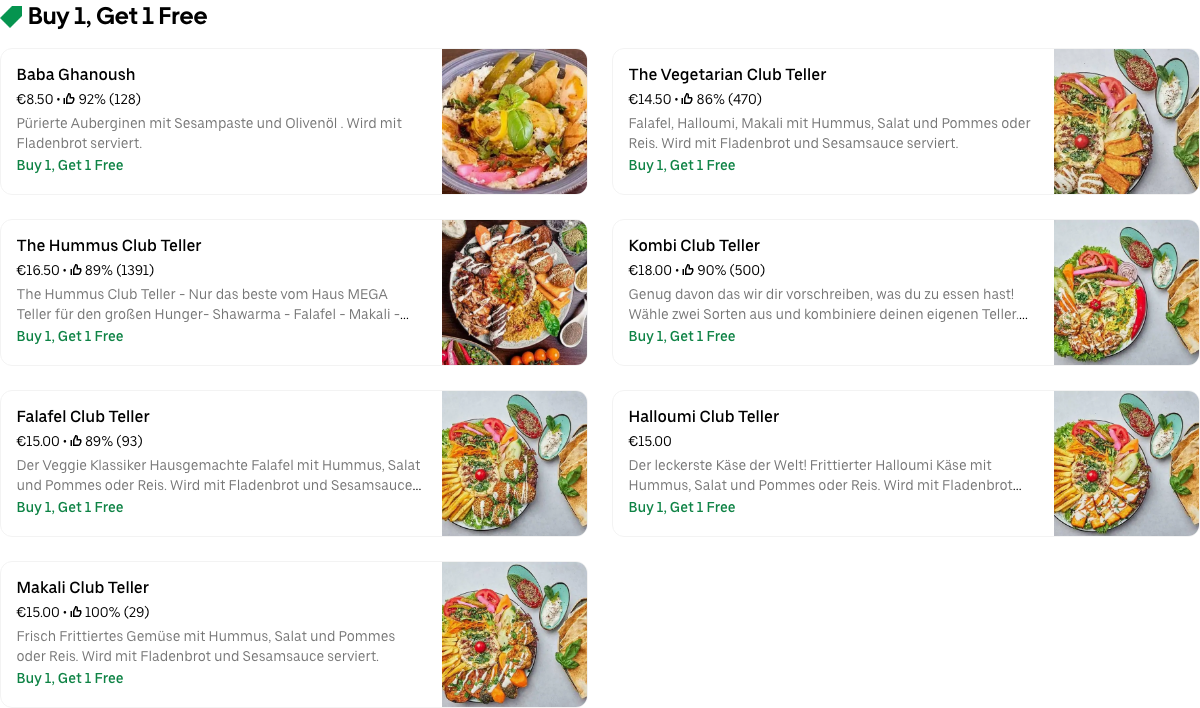 Buy 1, Get 1 Free
Baba Ghanoush
€8.50 • 92% (128)
Pürierte Auberginen mit Sesampaste und Olivenöl . Wird mit
Fladenbrot serviert.
Buy 1, Get 1 Free
The Vegetarian Club Teller
€14.50 • 86% (470)
Falafel, Halloumi, Makali mit Hummus, Salat und Pommes oder
Reis. Wird mit Fladenbrot und Sesamsauce serviert.
Buy 1, Get 1 Free
The Hummus Club Teller
€16.50 • 89% (1391)
The Hummus Club Teller - Nur das beste vom Haus MEGA
Teller für den großen Hunger- Shawarma - Falafel - Makali -...
Buy 1, Get 1 Free
Kombi Club Teller
€18.00 • 90% (500)
Genug davon das wir dir vorschreiben, was du zu essen hast!
Wähle zwei Sorten aus und kombiniere deinen eigenen Teller....
Buy 1, Get 1 Free
Falafel Club Teller
€15.00 • 89% (93)
Der Veggie Klassiker Hausgemachte Falafel mit Hummus, Salat
und Pommes oder Reis. Wird mit Fladenbrot und Sesamsauce...
Buy 1, Get 1 Free
Halloumi Club Teller
€15.00
Der leckerste Käse der Welt! Frittierter Halloumi Käse mit
Hummus, Salat und Pommes oder Reis. Wird mit Fladenbrot...
Buy 1, Get 1 Free
Makali Club Teller
€15.00 • 100% (29)
Frisch Frittiertes Gemüse mit Hummus, Salat und Pommes
oder Reis. Wird mit Fladenbrot und Sesamsauce serviert.
Buy 1, Get 1 Free